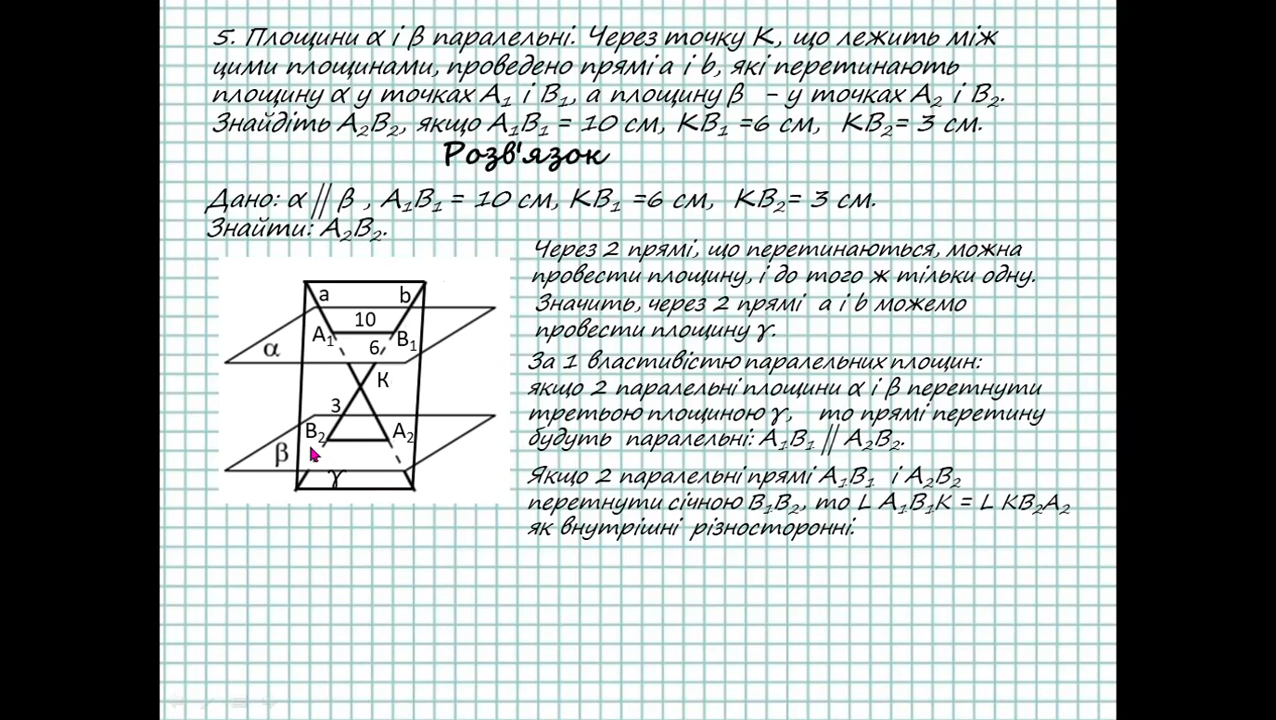 5. Площини α і β паралельні. Через точку K, що лежить між
цими площинами, проведено прямі a і b, які перетинають
площину α у точках A₁ і B₁, а площину β – у точках A₂ і B₂.
Знайдіть A₂B₂, якщо A₁B₁ = 10 см, KB₁ =6 см, KB₂= 3 см.
Розв'язок
Дано: α || β , A₁B₁ = 10 см, KB₁ =6 см, KB₂= 3 см.
Знайти: A₂B₂.
Через 2 прямі, що перетинаються, можна
провести площину, і до того ж тільки одну.
Значить, через 2 прямі a і b можемо
провести площину γ.
За 1 властивістю паралельних площин:
якщо 2 паралельні площини α і β перетнути
третьою площиною γ, то прямі перетину
будуть паралельні: A₁B₁ || A₂B₂.
Якщо 2 паралельні прямі A₁B₁ і A₂B₂
перетнути січною B₁B₂, то L A₁B₁K = L KB₂A₂
як внутрішні різносторонні.
a b
10
A₁ B₁
α 6
K
3
B₂ A₂
β
γ